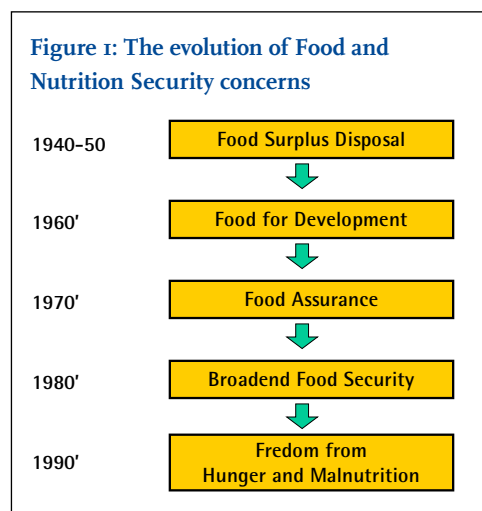 Figure 1: The evolution of Food and
Nutrition Security concerns
1940-50
Food Surplus Disposal
1960'
Food for Development
1970'
Food Assurance
1980'
Broadend Food Security
1990'
Fredom from
Hunger and Malnutrition